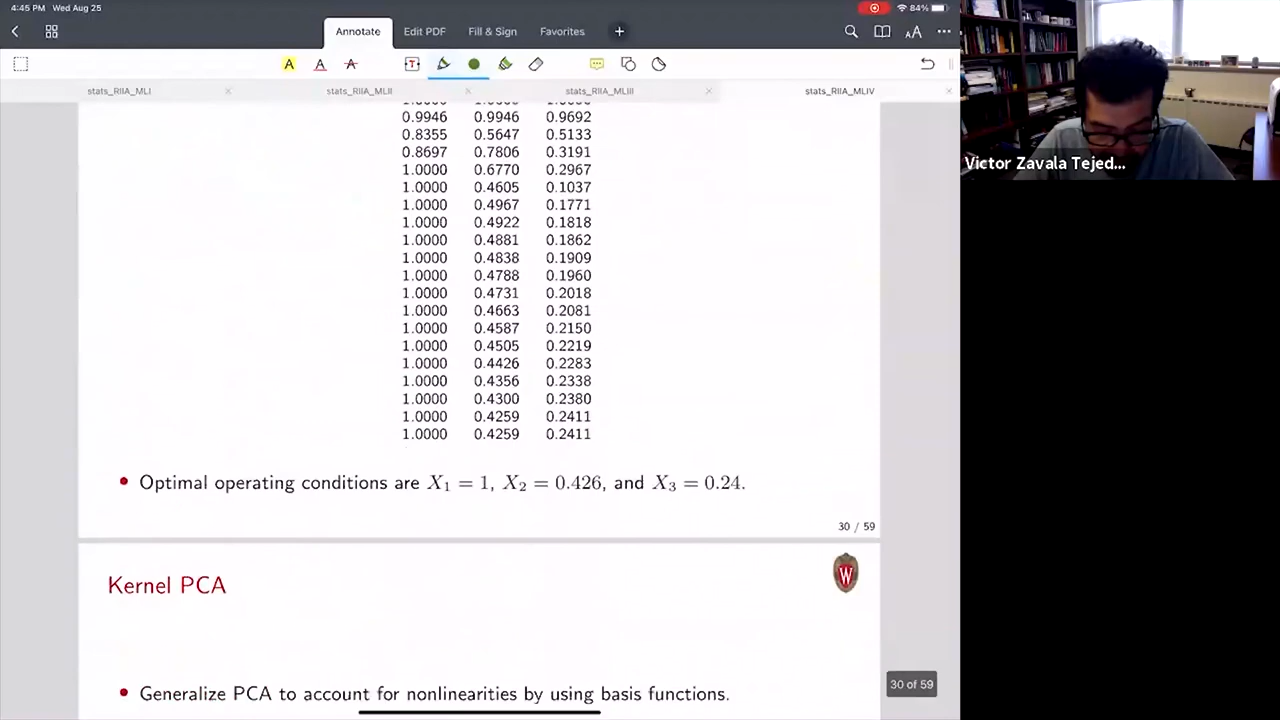 4:45 PM Wed Aug 25
84%
Annotate Edit PDF Fill & Sign Favorites
stats_RIIA_MLI stats_RIIA_MLII stats_RIIA_MLIII stats_RIIA_MLIV
0.9946 0.9946 0.9692
0.8355 0.5647 0.5133
0.8697 0.7806 0.3191
1.0000 0.6770 0.2967
1.0000 0.4605 0.1037
1.0000 0.4967 0.1771
1.0000 0.4922 0.1818
1.0000 0.4881 0.1862
1.0000 0.4838 0.1909
1.0000 0.4788 0.1960
1.0000 0.4731 0.2018
1.0000 0.4663 0.2081
1.0000 0.4587 0.2150
1.0000 0.4505 0.2219
1.0000 0.4426 0.2283
1.0000 0.4356 0.2338
1.0000 0.4300 0.2380
1.0000 0.4259 0.2411
1.0000 0.4259 0.2411
• Optimal operating conditions are X₁ = 1, X₂ = 0.426, and X₃ = 0.24.
30 / 59
Kernel PCA
W
• Generalize PCA to account for nonlinearities by using basis functions.
30 of 59
Victor Zavala Tejed...